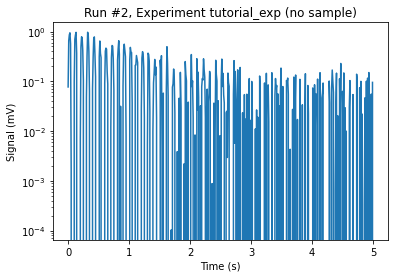 Run #2, Experiment tutorial_exp (no sample)
Signal (mV)
10⁰
10⁻¹
10⁻²
10⁻³
10⁻⁴
0 1 2 3 4 5
Time (s)